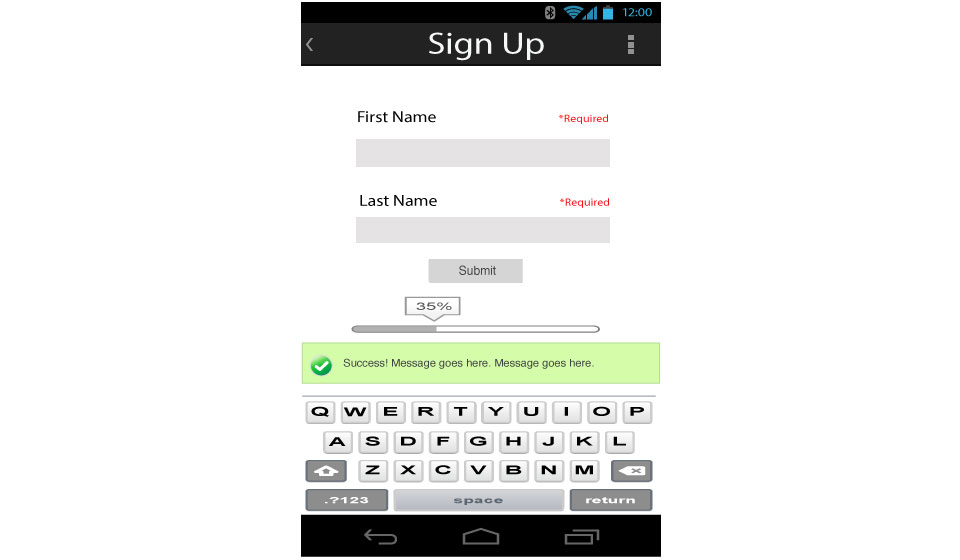 12:00
Sign Up
First Name *Required
Last Name *Required
Submit
35%
Success! Message goes here. Message goes here.
Q W E R T Y U I O P
A S D F G H J K L
Z X C V B N M
.?123 space return